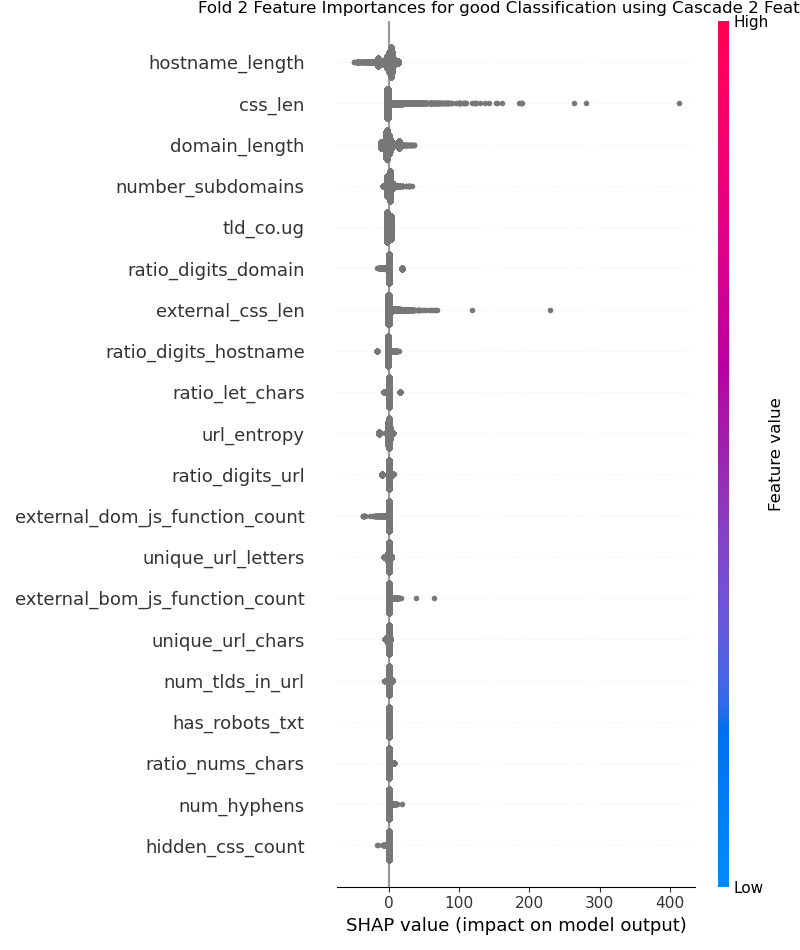 Fold 2 Feature Importances for good Classification using Cascade 2 Feat
High
hostname_length
css_len
domain_length
number_subdomains
tld_co.ug
ratio_digits_domain
external_css_len
ratio_digits_hostname
ratio_let_chars
url_entropy
ratio_digits_url
external_dom_js_function_count
unique_url_letters
external_bom_js_function_count
unique_url_chars
num_tlds_in_url
has_robots_txt
ratio_nums_chars
num_hyphens
hidden_css_count
Feature value
Low
0 100 200 300 400
SHAP value (impact on model output)